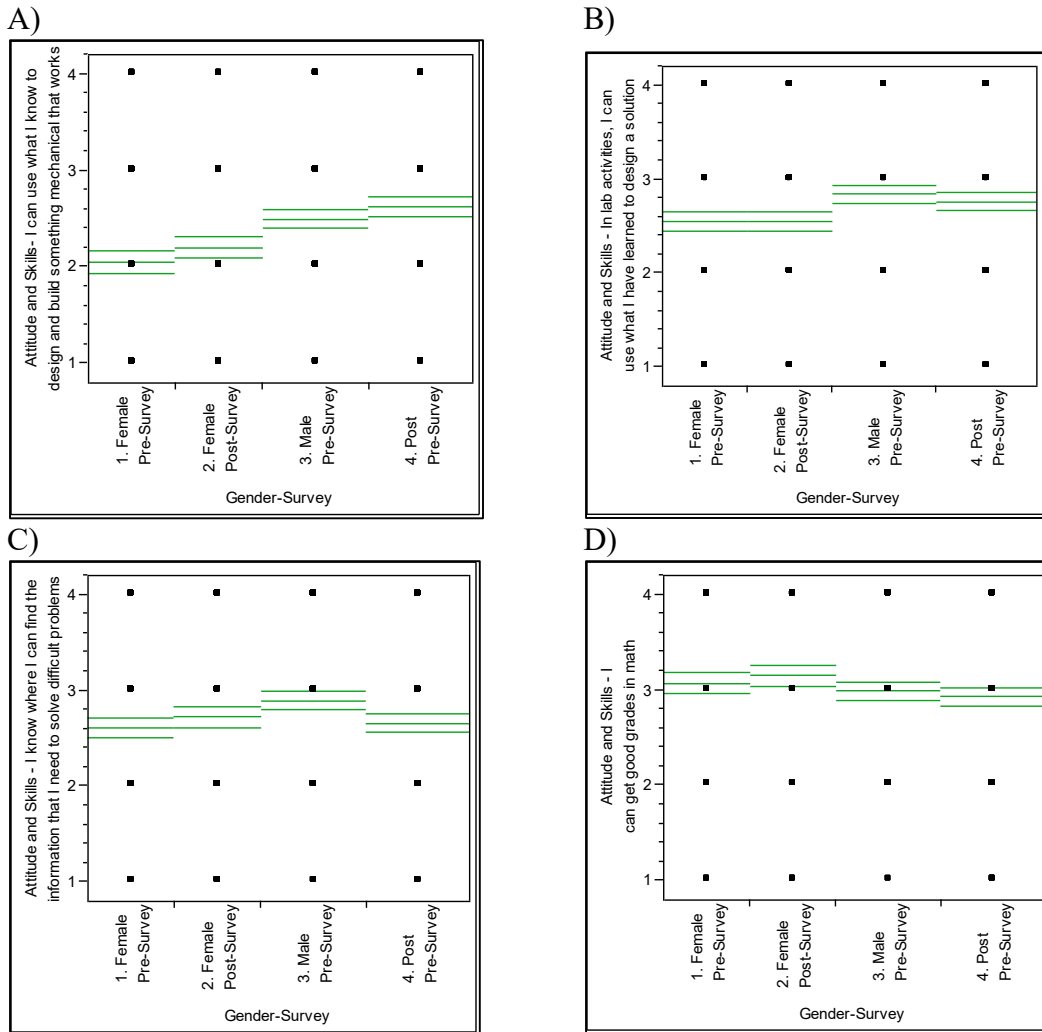 A)
Attitude and Skills - I can use what I know to
design and build something mechanical that works
4
3
2
1
1. Female
Pre-Survey
2. Female
Post-Survey
3. Male
Pre-Survey
4. Post
Pre-Survey
Gender-Survey
B)
Attitude and Skills - In lab activities, I can
use what I have learned to design a solution
4
3
2
1
1. Female
Pre-Survey
2. Female
Pre-Survey
3. Male
Pre-Survey
4. Post
Pre-Survey
Gender-Survey
C)
Attitude and Skills - I know where I can find the
information that I need to solve difficult problems
4
3
2
1
1. Female
Pre-Survey
2. Female
Post-Survey
3. Male
Pre-Survey
4. Post
Pre-Survey
Gender-Survey
D)
Attitude and Skills - I
can get good grades in math
4
3
2
1
1. Female
Pre-Survey
2. Female
Post-Survey
3. Male
Pre-Survey
4. Post
Pre-Survey
Gender-Survey